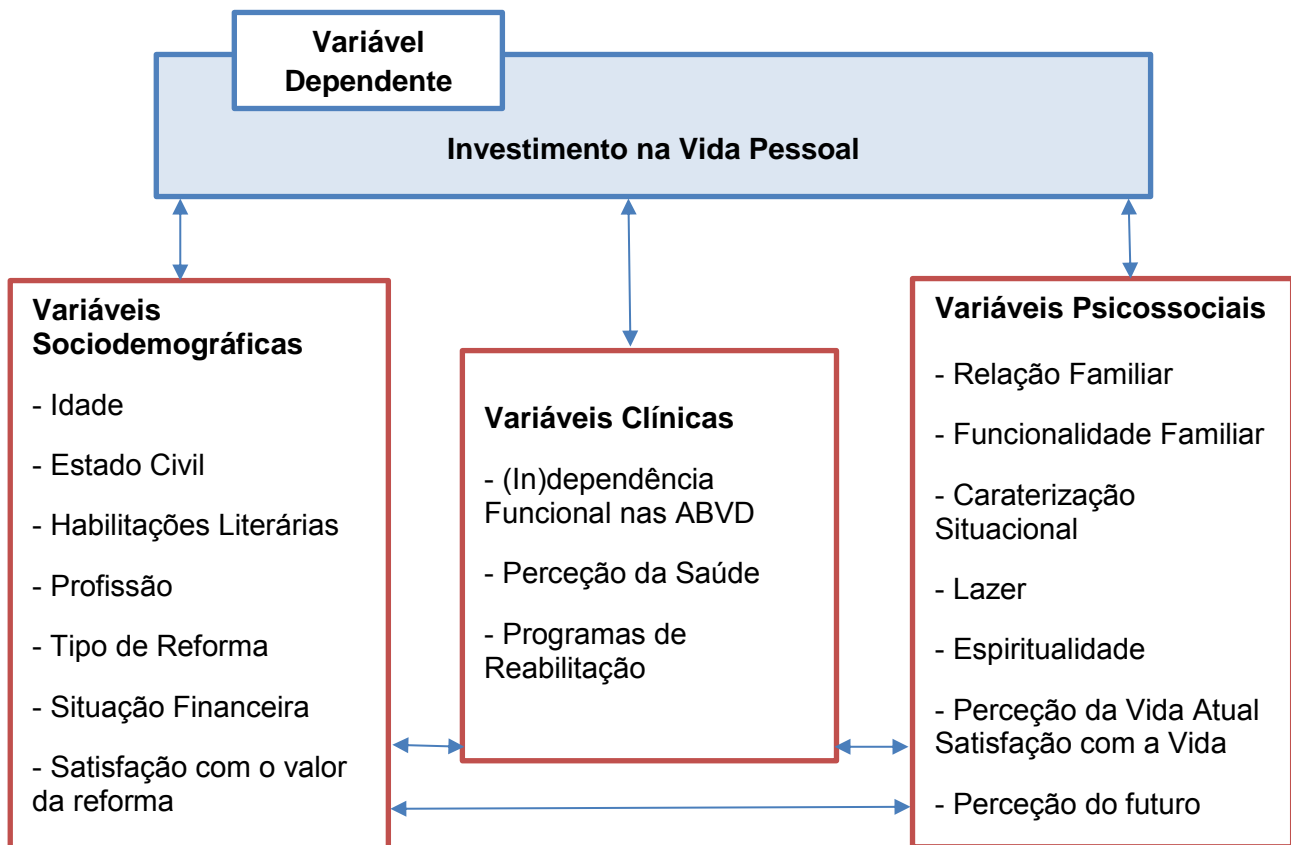 Variável
Dependente
Investimento na Vida Pessoal
Variáveis
Sociodemográficas
- Idade
- Estado Civil
- Habilitações Literárias
- Profissão
- Tipo de Reforma
- Situação Financeira
- Satisfação com o valor
da reforma
Variáveis Clínicas
- (In)dependência
Funcional nas ABVD
- Perceção da Saúde
- Programas de
Reabilitação
Variáveis Psicossociais
- Relação Familiar
- Funcionalidade Familiar
- Caraterização
Situacional
- Lazer
- Espiritualidade
- Perceção da Vida Atual
Satisfação com a Vida
- Perceção do futuro